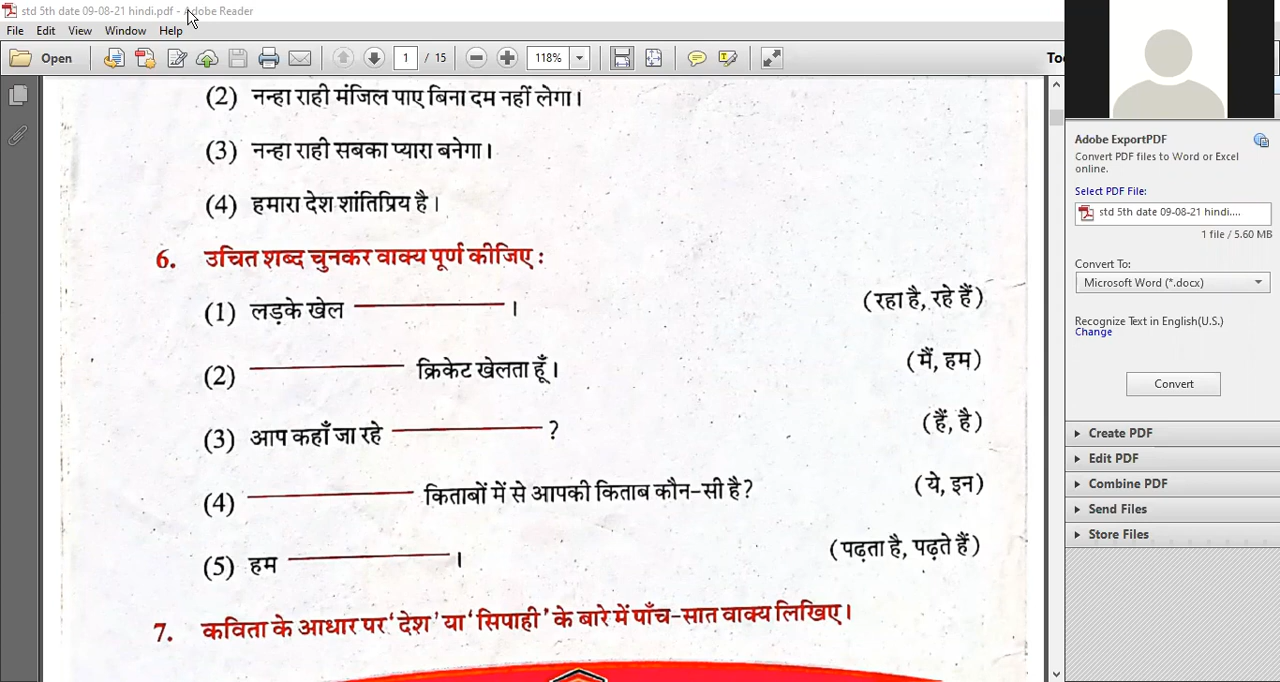 std 5th date 09-08-21 hindi.pdf - Adobe Reader
File Edit View Window Help
Open 1 / 15 118%
(2) नन्हा राही मंजिल पाए बिना दम नहीं लेगा।
(3) नन्हा राही सबका प्यारा बनेगा।
(4) हमारा देश शांतिप्रिय है।
6. उचित शब्द चुनकर वाक्य पूर्ण कीजिए :
(1) लड़के खेल ——— । (रहा है, रहे हैं)
(2) ——— क्रिकेट खेलता हूँ। (मैं, हम)
(3) आप कहाँ जा रहे ——— ? (हैं, है)
(4) ——— किताबों में से आपकी किताब कौन-सी है? (ये, इन)
(5) हम ——— । (पढ़ता है, पढ़ते हैं)
7. कविता के आधार पर 'देश' या 'सिपाही' के बारे में पाँच-सात वाक्य लिखिए।
Adobe ExportPDF
Convert PDF files to Word or Excel
online.
Select PDF File:
std 5th date 09-08-21 hindi....
1 file / 5.60 MB
Convert To:
Microsoft Word (*.docx)
Recognize Text in English(U.S.)
Change
Convert
Create PDF
Edit PDF
Combine PDF
Send Files
Store Files